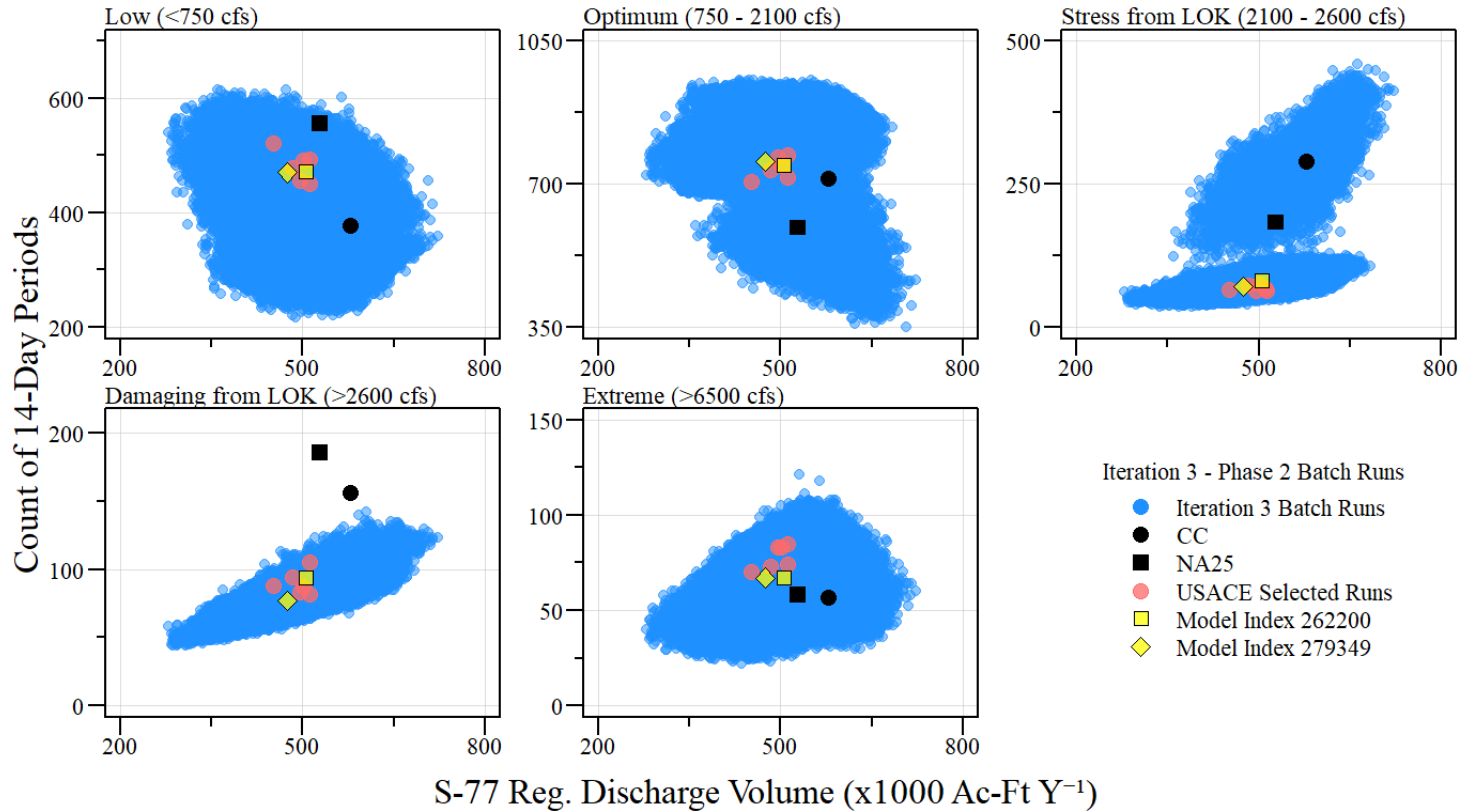 Low (<750 cfs)
Optimum (750 - 2100 cfs)
Stress from LOK (2100 - 2600 cfs)
600
400
200
200
500
800
1050
700
350
200
500
800
500
250
0
200
500
800
Count of 14-Day Periods
Damaging from LOK (>2600 cfs)
Extreme (>6500 cfs)
200
100
0
200
500
800
150
100
50
0
200
500
800
Iteration 3 - Phase 2 Batch Runs
Iteration 3 Batch Runs
CC
NA25
USACE Selected Runs
Model Index 262200
Model Index 279349
S-77 Reg. Discharge Volume (x1000 Ac-Ft Y⁻¹)